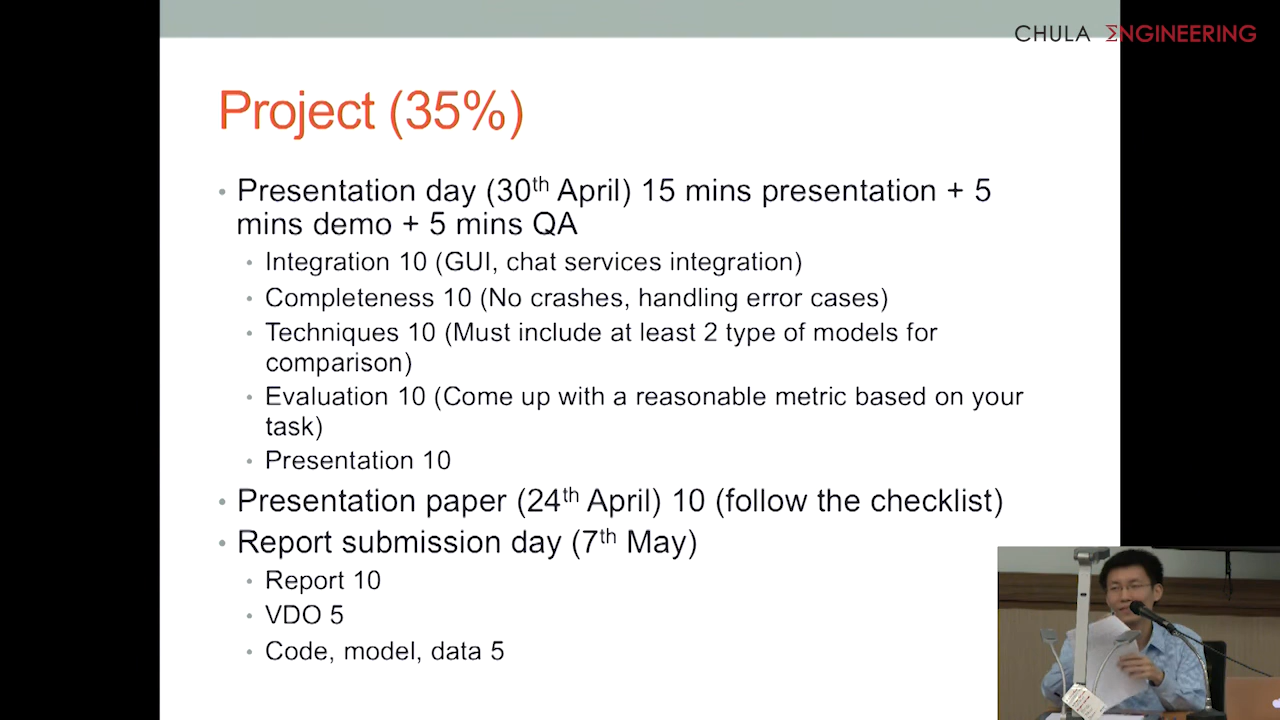 CHULA ΣNGINEERING
Project (35%)
• Presentation day (30th April) 15 mins presentation + 5
mins demo + 5 mins QA
• Integration 10 (GUI, chat services integration)
• Completeness 10 (No crashes, handling error cases)
• Techniques 10 (Must include at least 2 type of models for
comparison)
• Evaluation 10 (Come up with a reasonable metric based on your
task)
• Presentation 10
• Presentation paper (24th April) 10 (follow the checklist)
• Report submission day (7th May)
• Report 10
• VDO 5
• Code, model, data 5